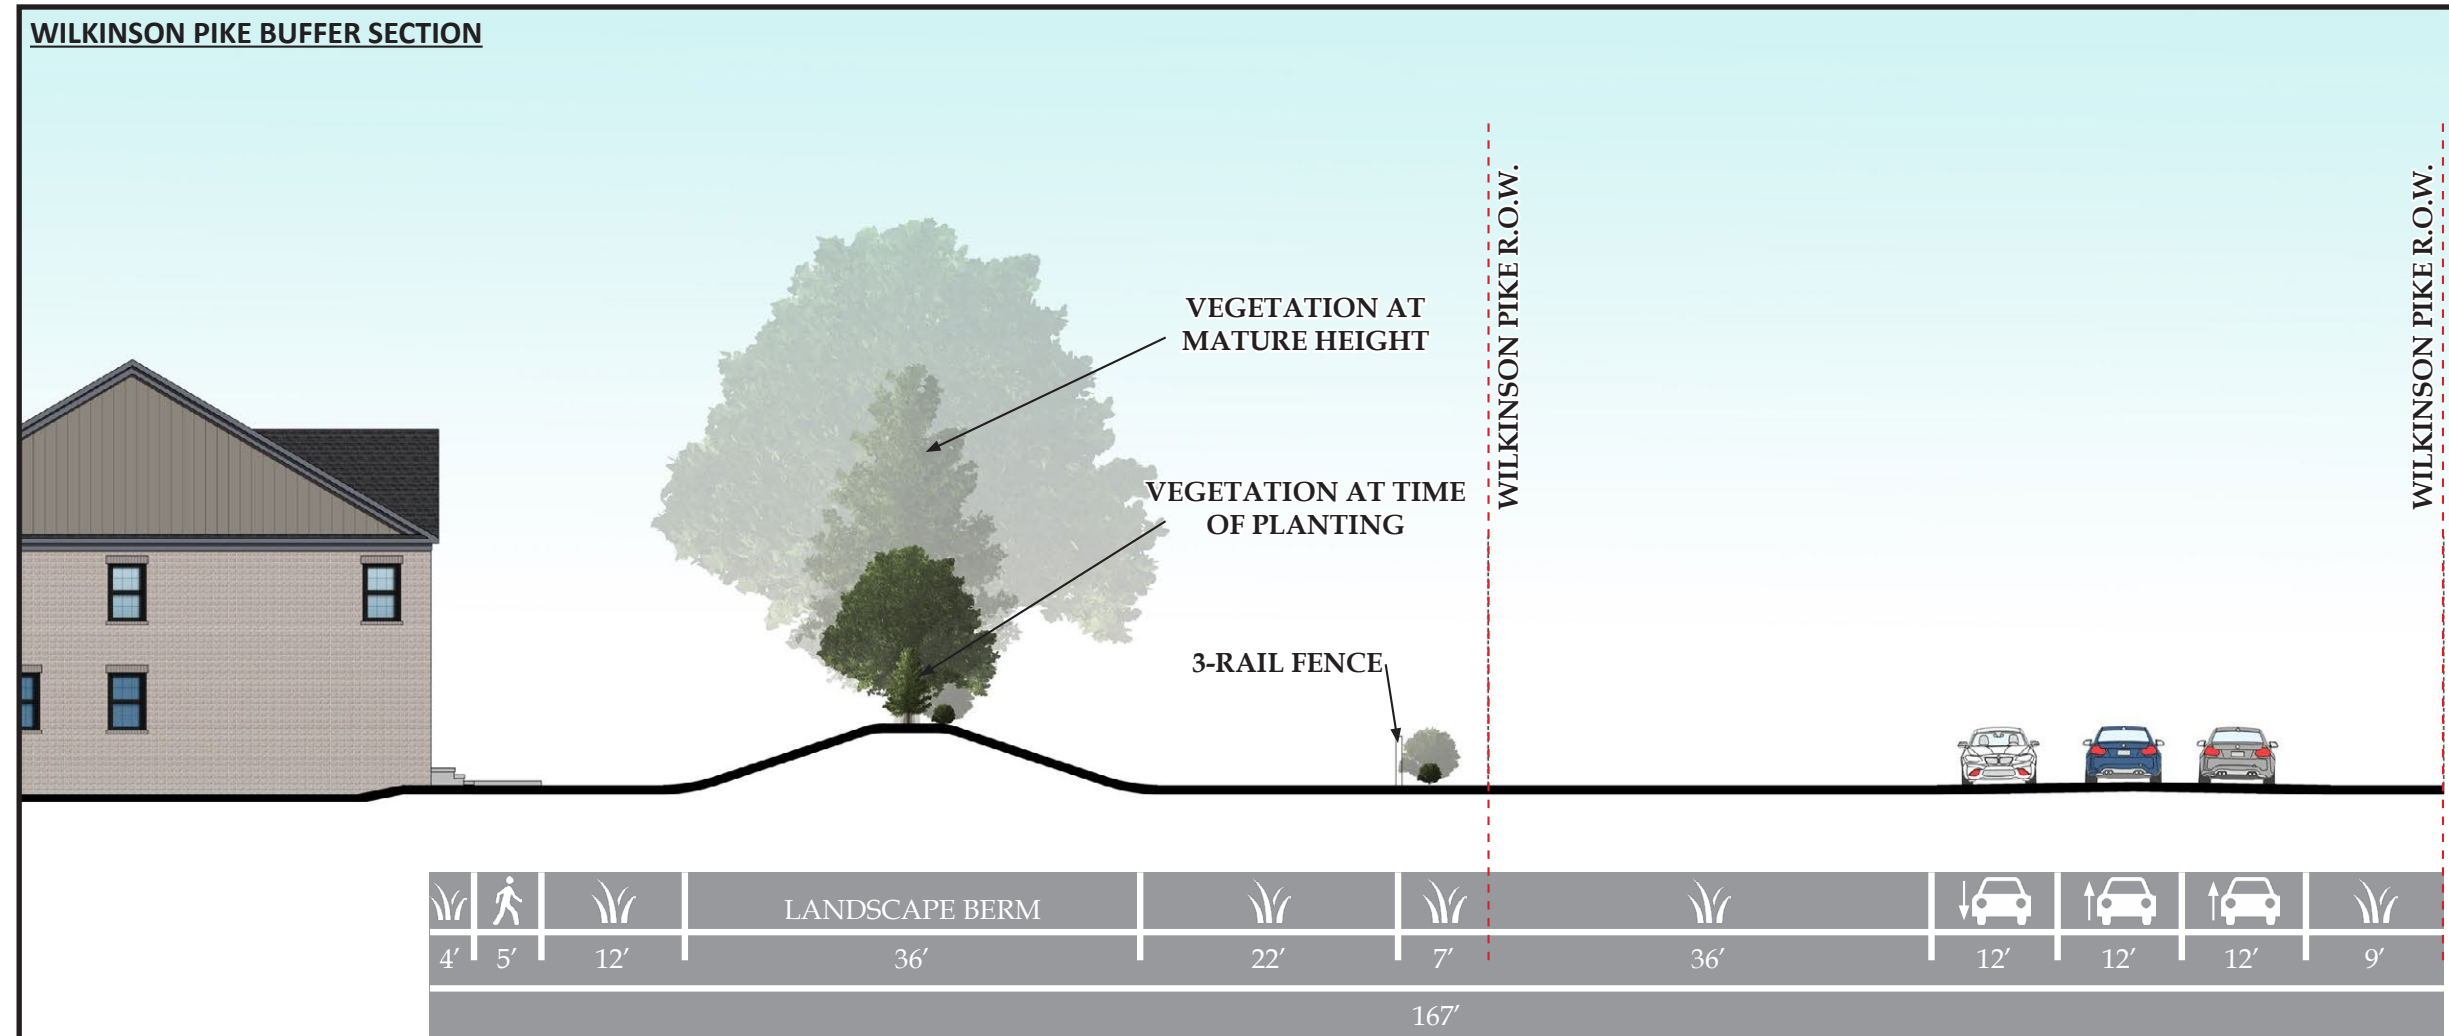 WILKINSON PIKE BUFFER SECTION
VEGETATION AT
MATURE HEIGHT
VEGETATION AT TIME
OF PLANTING
3-RAIL FENCE
WILKINSON PIKE R.O.W.
WILKINSON PIKE R.O.W.
LANDSCAPE BERM
4′ 5′ 12′ 36′ 22′ 7′ 36′ 12′ 12′ 12′ 9′
167′